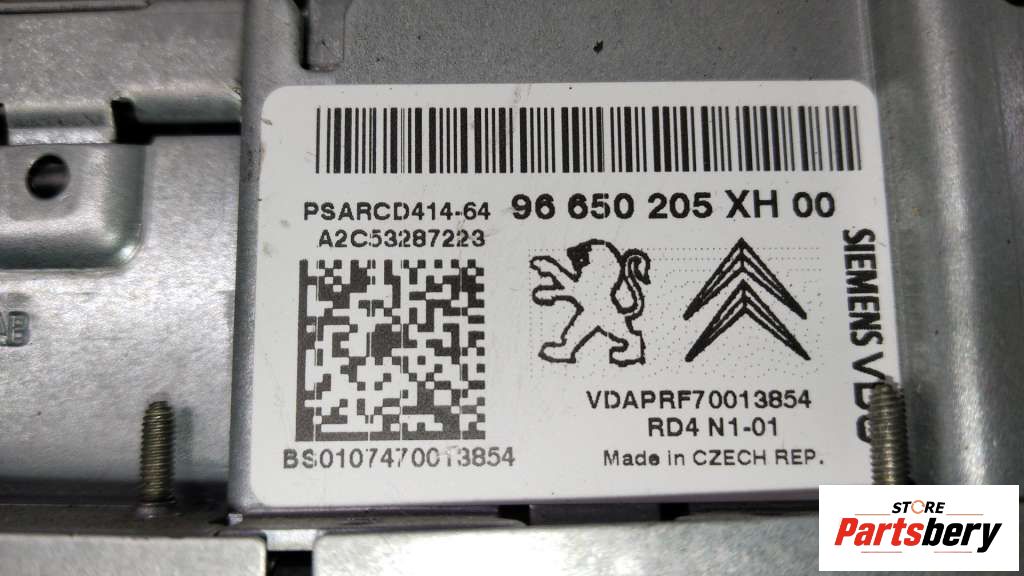 PSARCD414-64 96 650 205 XH 00
A2C53287223
SIEMENS VDO
VDAPRF70013854
RD4 N1-01
BS0107470013854
Made in CZECH REP.
AB
STORE
Partsbery